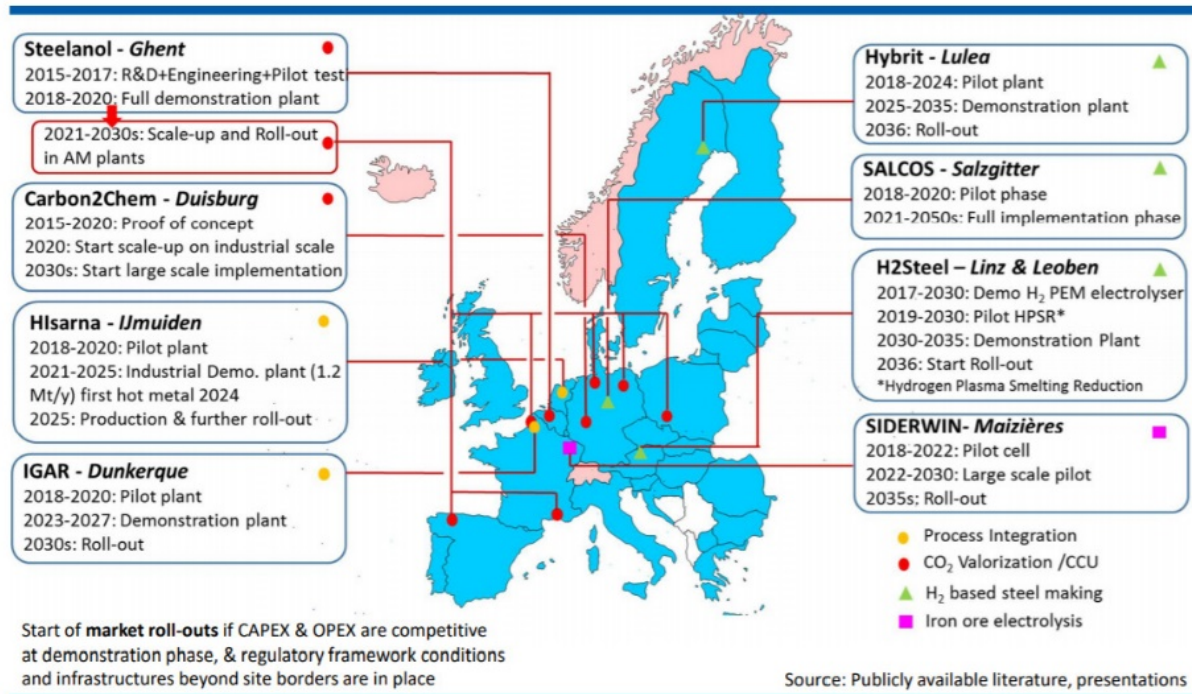 Steelanol - Ghent
2015-2017: R&D+Engineering+Pilot test
2018-2020: Full demonstration plant
2021-2030s: Scale-up and Roll-out
in AM plants
Carbon2Chem - Duisburg
2015-2020: Proof of concept
2020: Start scale-up on industrial scale
2030s: Start large scale implementation
HIsarna - IJmuiden
2018-2020: Pilot plant
2021-2025: Industrial Demo. plant (1.2
Mt/y) first hot metal 2024
2025: Production & further roll-out
IGAR - Dunkerque
2018-2020: Pilot plant
2023-2027: Demonstration plant
2030s: Roll-out
Hybrit - Lulea
2018-2024: Pilot plant
2025-2035: Demonstration plant
2036: Roll-out
SALCOS - Salzgitter
2018-2020: Pilot phase
2021-2050s: Full implementation phase
H2Steel – Linz & Leoben
2017-2030: Demo H₂ PEM electrolyser
2019-2030: Pilot HPSR*
2030-2035: Demonstration Plant
2036: Start Roll-out
*Hydrogen Plasma Smelting Reduction
SIDERWIN- Maizières
2018-2022: Pilot cell
2022-2030: Large scale pilot
2035s: Roll-out
Process Integration
CO₂ Valorization /CCU
H₂ based steel making
Iron ore electrolysis
Start of market roll-outs if CAPEX & OPEX are competitive
at demonstration phase, & regulatory framework conditions
and infrastructures beyond site borders are in place
Source: Publicly available literature, presentations